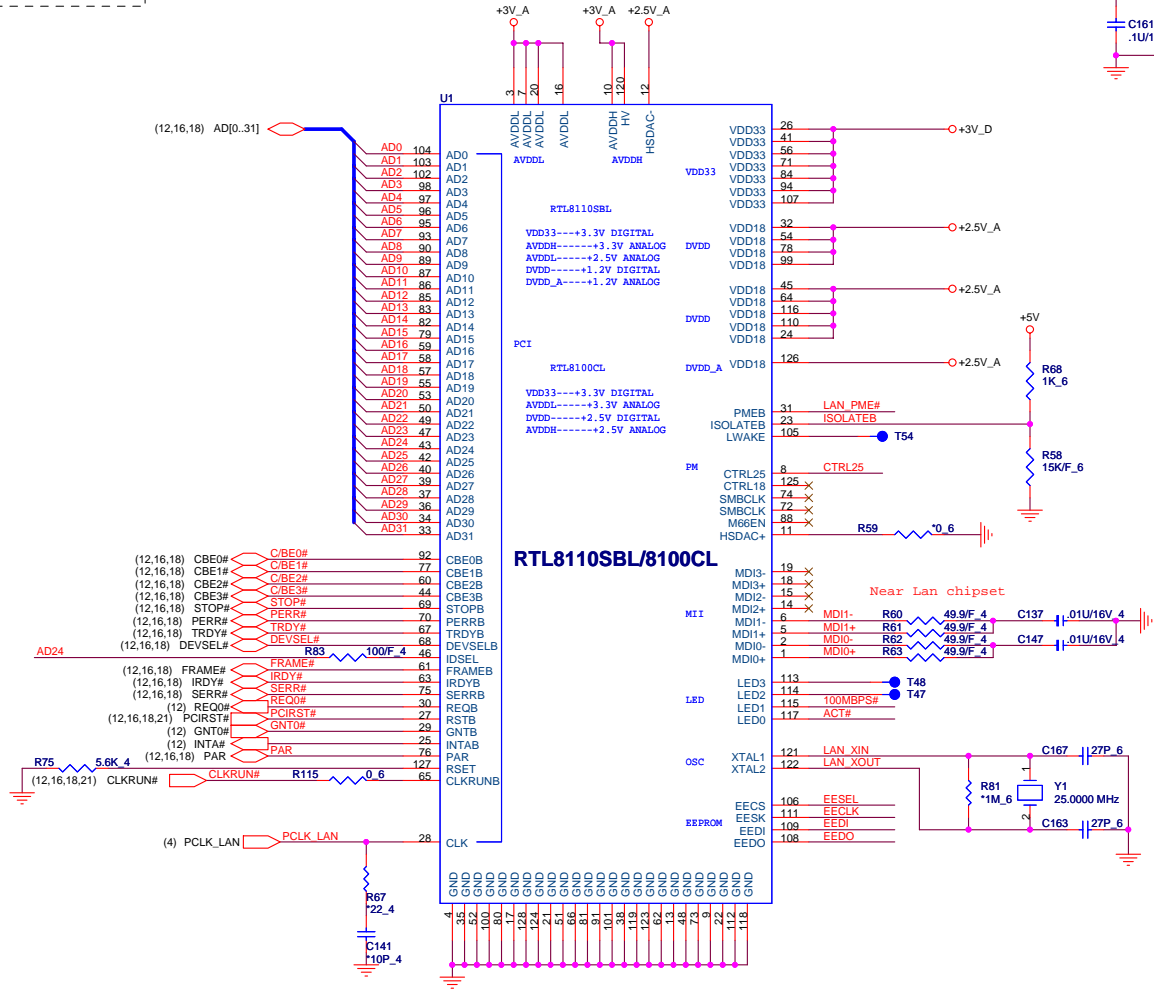 +3V_A
+3V_A
+2.5V_A
C161
.1U/1
3
7
20
16
10
120
12
U1
AVDDL
AVDDL
AVDDL
AVDDL
AVDDH
HV
HSDAC-
AVDDL
AVDDH
(12,16,18) AD[0..31]
AD0 104 AD0
AD1 103 AD1
AD2 102 AD2
AD3 98 AD3
AD4 97 AD4
AD5 96 AD5
AD6 95 AD6
AD7 93 AD7
AD8 90 AD8
AD9 89 AD9
AD10 87 AD10
AD11 86 AD11
AD12 85 AD12
AD13 83 AD13
AD14 82 AD14
AD15 79 AD15
AD16 59 AD16
AD17 58 AD17
AD18 57 AD18
AD19 55 AD19
AD20 53 AD20
AD21 50 AD21
AD22 49 AD22
AD23 47 AD23
AD24 43 AD24
AD25 42 AD25
AD26 40 AD26
AD27 39 AD27
AD28 37 AD28
AD29 36 AD29
AD30 34 AD30
AD31 33 AD31
PCI
RTL8110SBL
VDD33---+3.3V DIGITAL
AVDDH------+3.3V ANALOG
AVDDL-----+2.5V ANALOG
DVDD----+1.2V DIGITAL
DVDD_A---+1.2V ANALOG
RTL8100CL
VDD33---+3.3V DIGITAL
AVDDL-----+3.3V ANALOG
DVDD-----+2.5V DIGITAL
AVDDH------+2.5V ANALOG
RTL8110SBL/8100CL
(12,16,18) CBE0# C/BE0# 92 CBE0B
(12,16,18) CBE1# C/BE1# 77 CBE1B
(12,16,18) CBE2# C/BE2# 60 CBE2B
(12,16,18) CBE3# C/BE3# 44 CBE3B
(12,16,18) STOP# STOP# 69 STOPB
(12,16,18) PERR# PERR# 70 PERRB
(12,16,18) TRDY# TRDY# 67 TRDYB
(12,16,18) DEVSEL# DEVSEL# 68 DEVSELB
AD24 R83 100/F_4 46 IDSEL
(12,16,18) FRAME# FRAME# 61 FRAMEB
(12,16,18) IRDY# IRDY# 63 IRDYB
(12,16,18) SERR# SERR# 75 SERRB
(12) REQ0# REQ0# 30 REQB
(12,16,18,21) PCIRST# PCIRST# 27 RSTB
(12) GNT0# GNT0# 29 GNTB
(12) INTA# 25 INTAB
(12,16,18) PAR PAR 76 PAR
R75 5.6K_4 127 RSET
(12,16,18,21) CLKRUN# CLKRUN# R115 0_6 65 CLKRUNB
(4) PCLK_LAN PCLK_LAN 28 CLK
R67
*22_4
C141
*10P_4
VDD33
VDD33 26 +3V_D
VDD33 41
VDD33 56
VDD33 71
VDD33 84
VDD33 94
VDD33 107
DVDD
VDD18 32 +2.5V_A
VDD18 54
VDD18 78
VDD18 99
DVDD
VDD18 45 +2.5V_A
VDD18 64
VDD18 116
VDD18 110
VDD18 24
DVDD_A VDD18 126 +2.5V_A
+5V
R68
1K_6
R58
15K/F_6
PMEB 31 LAN_PME#
ISOLATEB 23 ISOLATEB
LWAKE 105 T54
PM
CTRL25 8 CTRL25
CTRL18 125
SMBCLK 74
SMBCLK 72
M66EN 88
HSDAC+ 11 R59 *0_6
MDI3- 19
MDI3+ 18
MDI2- 15
MDI2+ 14
Near Lan chipset
MII
MDI1- 6 MDI1- R60 49.9/F_4 C137 .01U/16V_4
MDI1+ 5 MDI1+ R61 49.9/F_4
MDI0- 2 MDI0- R62 49.9/F_4 C147 .01U/16V_4
MDI0+ 1 MDI0+ R63 49.9/F_4
LED
LED3 113 T48
LED2 114 T47
LED1 115 100MBPS#
LED0 117 ACT#
OSC
XTAL1 121 LAN_XIN C167 27P_6
XTAL2 122 LAN_XOUT
R81
*1M_6
1
Y1
25.0000 MHz
2
C163 27P_6
EEPROM
EECS 106 EESEL
EESK 111 EECLK
EEDI 109 EEDI
EEDO 108 EEDO
GND GND GND GND GND GND GND GND GND GND GND GND GND GND GND GND GND GND GND GND GND GND GND GND GND
4 35 52 100 80 17 128 124 21 51 66 81 91 101 38 119 123 62 13 48 73 9 22 112 118